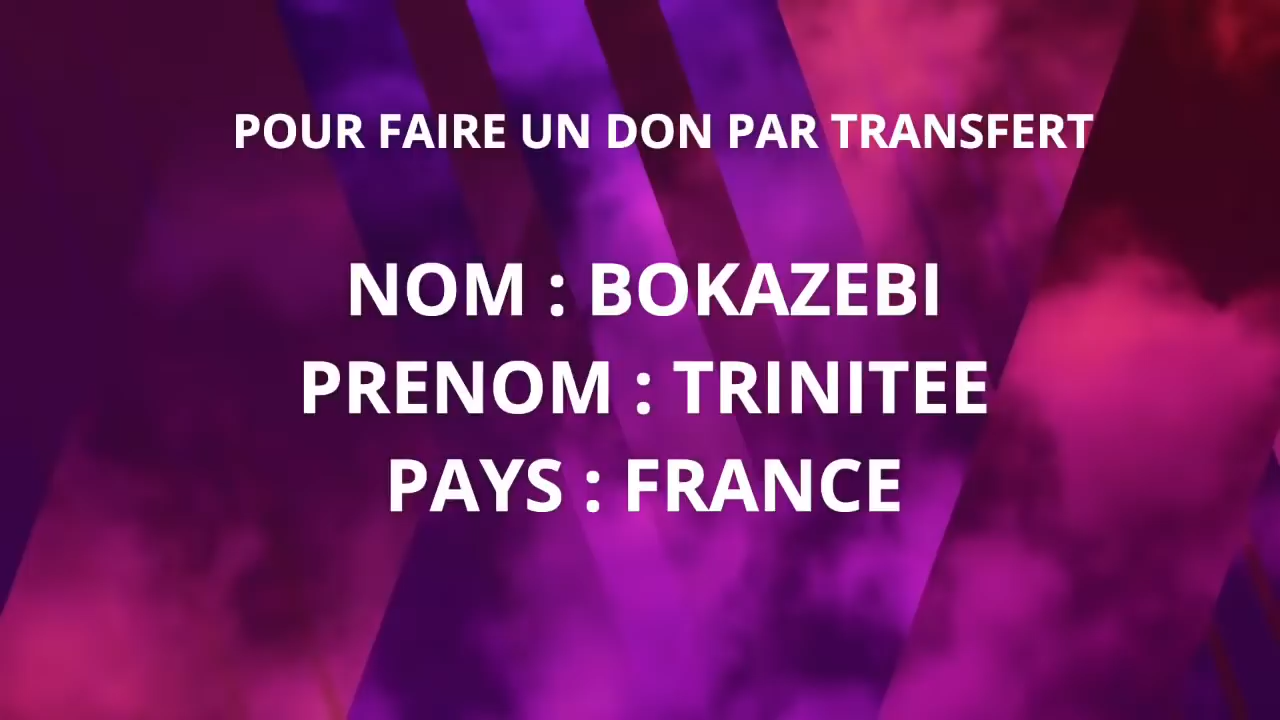 POUR FAIRE UN DON PAR TRANSFERT
NOM : BOKAZEBI
PRENOM : TRINITEE
PAYS : FRANCE